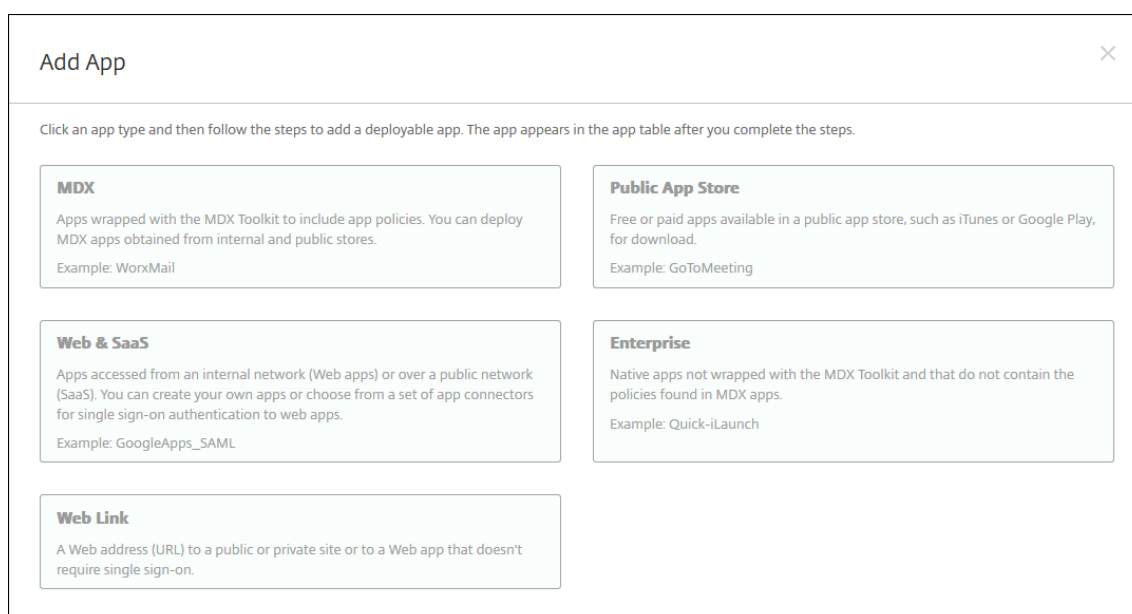 Add App
Click an app type and then follow the steps to add a deployable app. The app appears in the app table after you complete the steps.
MDX
Apps wrapped with the MDX Toolkit to include app policies. You can deploy
MDX apps obtained from internal and public stores.
Example: WorxMail
Public App Store
Free or paid apps available in a public app store, such as iTunes or Google Play,
for download.
Example: GoToMeeting
Web & SaaS
Apps accessed from an internal network (Web apps) or over a public network
(SaaS). You can create your own apps or choose from a set of app connectors
for single sign-on authentication to web apps.
Example: GoogleApps_SAML
Enterprise
Native apps not wrapped with the MDX Toolkit and that do not contain the
policies found in MDX apps.
Example: Quick-iLaunch
Web Link
A Web address (URL) to a public or private site or to a Web app that doesn't
require single sign-on.